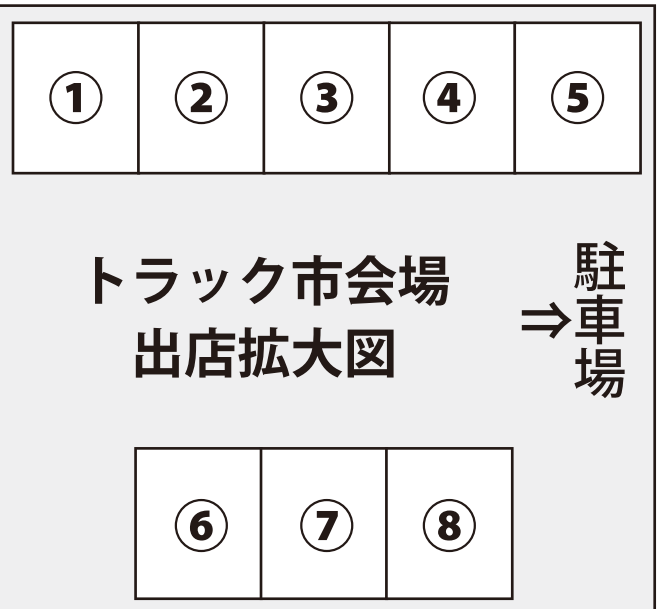 ① ② ③ ④ ⑤
トラック市会場
出店拡大図
⇒駐車場
⑥ ⑦ ⑧